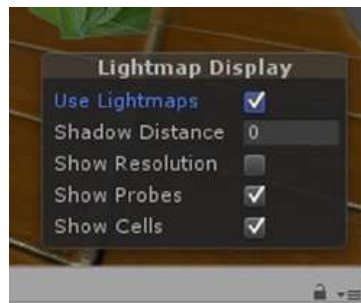 Lightmap Display
Use Lightmaps
Shadow Distance 0
Show Resolution
Show Probes
Show Cells